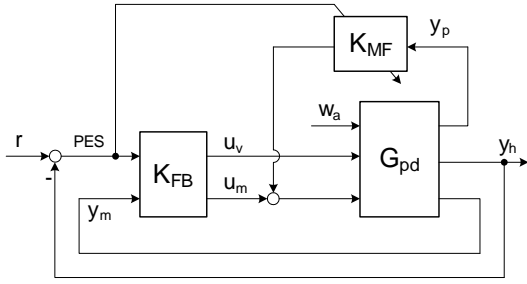 y_p
K_MF
w_a
r
PES
u_v
y_h
K_FB
G_pd
-
u_m
y_m